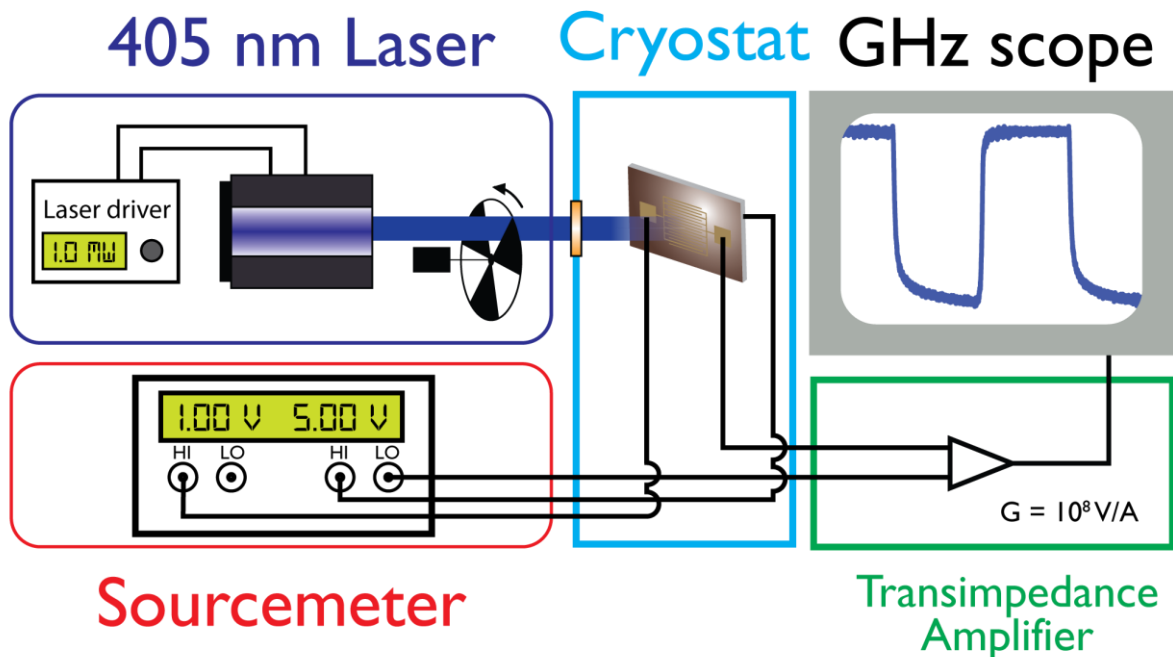 405 nm Laser
Cryostat
GHz scope
Laser driver
1.0 MW
1.00 V 5.00 V
HI LO HI LO
G = 10⁸ V/A
Sourcemeter
Transimpedance
Amplifier